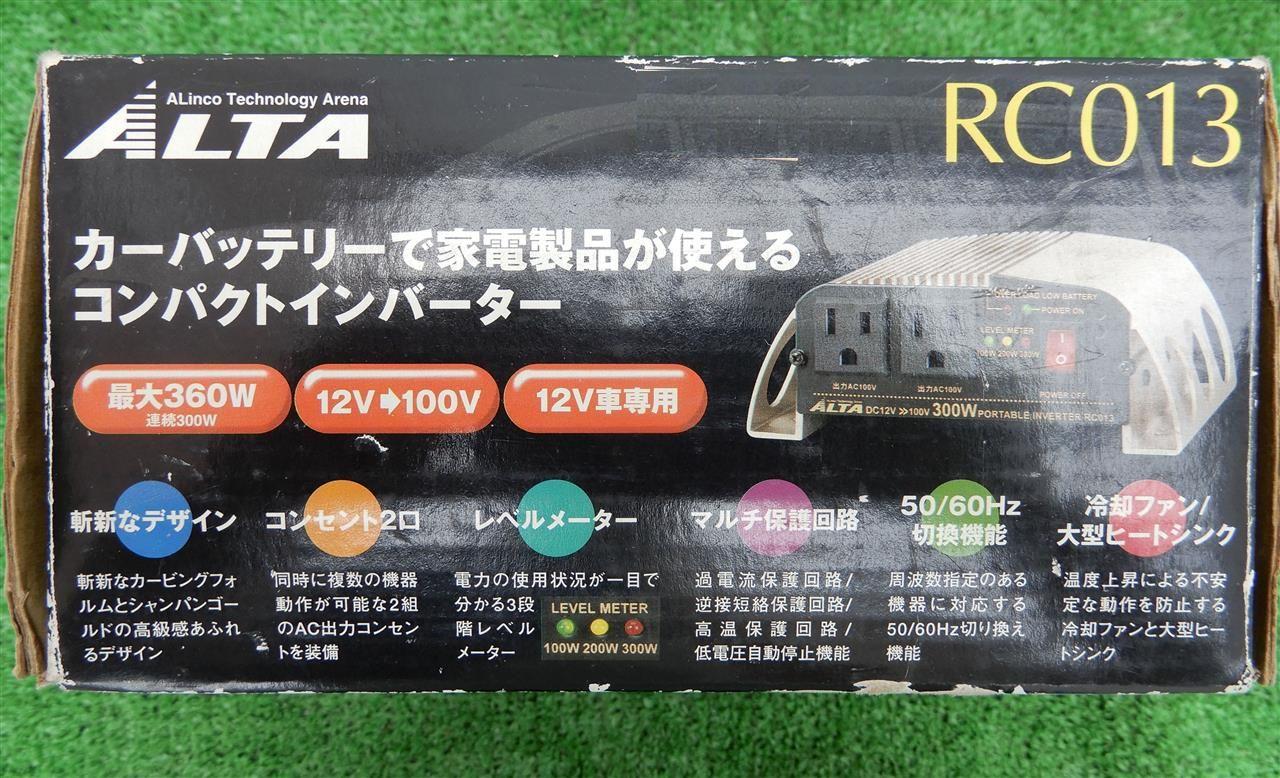 ALinco Technology Arena
ALTA
RC013
カーバッテリーで家電製品が使える
コンパクトインバーター
最大360W
連続300W
12V➡100V
12V車専用
OVER LOAD LOW BATTERY
POWER ON
LEVEL METER
100W 200W 300W
出力AC100V
出力AC100V
POWER OFF
ALTA DC12V≫100V 300W PORTABLE INVERTER RC013
斬新なデザイン
斬新なカービングフォ
ルムとシャンパンゴー
ルドの高級感あふれ
るデザイン
コンセント2口
同時に複数の機器
動作が可能な2組
のAC出力コンセン
トを装備
レベルメーター
電力の使用状況が一目で
分かる3段
階レベル
メーター
LEVEL METER
100W 200W 300W
マルチ保護回路
過電流保護回路/
逆接短絡保護回路/
高温保護回路/
低電圧自動停止機能
50/60Hz
切換機能
周波数指定のある
機器に対応する
50/60Hz切り換え
機能
冷却ファン/
大型ヒートシンク
温度上昇による不安
定な動作を防止する
冷却ファンと大型ヒー
トシンク